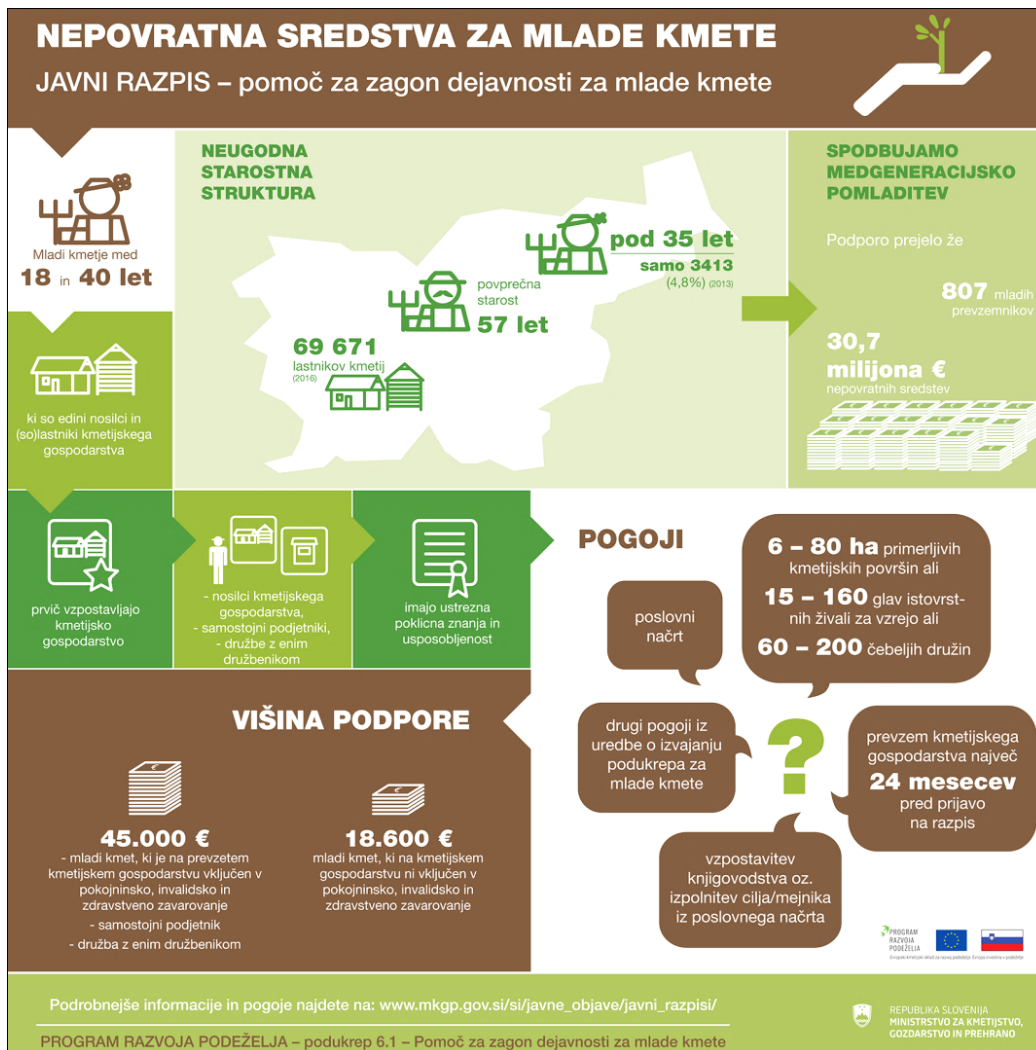 NEPOVRATNA SREDSTVA ZA MLADE KMETE
JAVNI RAZPIS – pomoč za zagon dejavnosti za mlade kmete
Mladi kmetje med
18 in 40 let
NEUGODNA
STAROSTNA
STRUKTURA
pod 35 let
samo 3413
(4,8%) (2013)
povprečna
starost
57 let
69 671
lastnikov kmetij
(2016)
SPODBUJAMO
MEDGENERACIJSKO
POMLADITEV
Podporo prejelo že
807 mladih
prevzemnikov
30,7
milijona €
nepovratnih sredstev
ki so edini nosilci in
(so)lastniki kmetijskega
gospodarstva
prvič vzpostavljajo
kmetijsko
gospodarstvo
- nosilci kmetijskega
gospodarstva,
- samostojni podjetniki,
- družbe z enim
družbenikom
imajo ustrezna
poklicna znanja in
usposobljenost
POGOJI
6 – 80 ha primerljivih
kmetijskih površin ali
15 – 160 glav istovrst-
nih živali za vzrejo ali
60 – 200 čebeljih družin
poslovni
načrt
drugi pogoji iz
uredbe o izvajanju
podukrepa za
mlade kmete
?
prevzem kmetijskega
gospodarstva največ
24 mesecev
pred prijavo
na razpis
vzpostavitev
knjigovodstva oz.
izpolnitev cilja/mejnika
iz poslovnega načrta
VIŠINA PODPORE
45.000 €
- mladi kmet, ki je na prevzetem
kmetijskem gospodarstvu vključen v
pokojninsko, invalidsko in
zdravstveno zavarovanje
- samostojni podjetnik
- družba z enim družbenikom
18.600 €
mladi kmet, ki na kmetijskem
gospodarstvu ni vključen v
pokojninsko, invalidsko in
zdravstveno zavarovanje
PROGRAM
RAZVOJA
PODEŽELJA
Evropski kmetijski sklad za razvoj podeželja: Evropa investira v podeželje
Podrobnejše informacije in pogoje najdete na: www.mkgp.gov.si/si/javne_objave/javni_razpisi/
PROGRAM RAZVOJA PODEŽELJA – podukrep 6.1 – Pomoč za zagon dejavnosti za mlade kmete
REPUBLIKA SLOVENIJA
MINISTRSTVO ZA KMETIJSTVO,
GOZDARSTVO IN PREHRANO